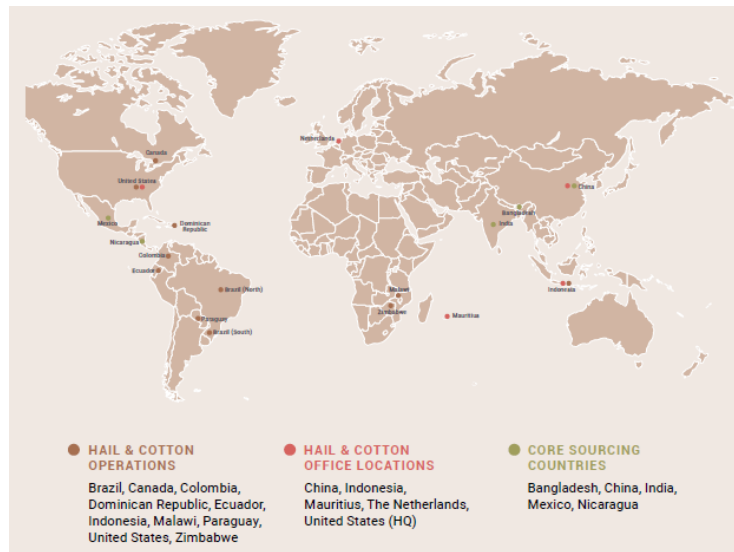 Netherlands
Canada
United States
China
Mexico
Dominican
Republic
Bangladesh
India
Nicaragua
Colombia
Ecuador
Brazil (North)
Malawi
Indonesia
Zimbabwe
Mauritius
Paraguay
Brazil (South)
HAIL & COTTON
OPERATIONS
Brazil, Canada, Colombia,
Dominican Republic, Ecuador,
Indonesia, Malawi, Paraguay,
United States, Zimbabwe
HAIL & COTTON
OFFICE LOCATIONS
China, Indonesia,
Mauritius, The Netherlands,
United States (HQ)
CORE SOURCING
COUNTRIES
Bangladesh, China, India,
Mexico, Nicaragua